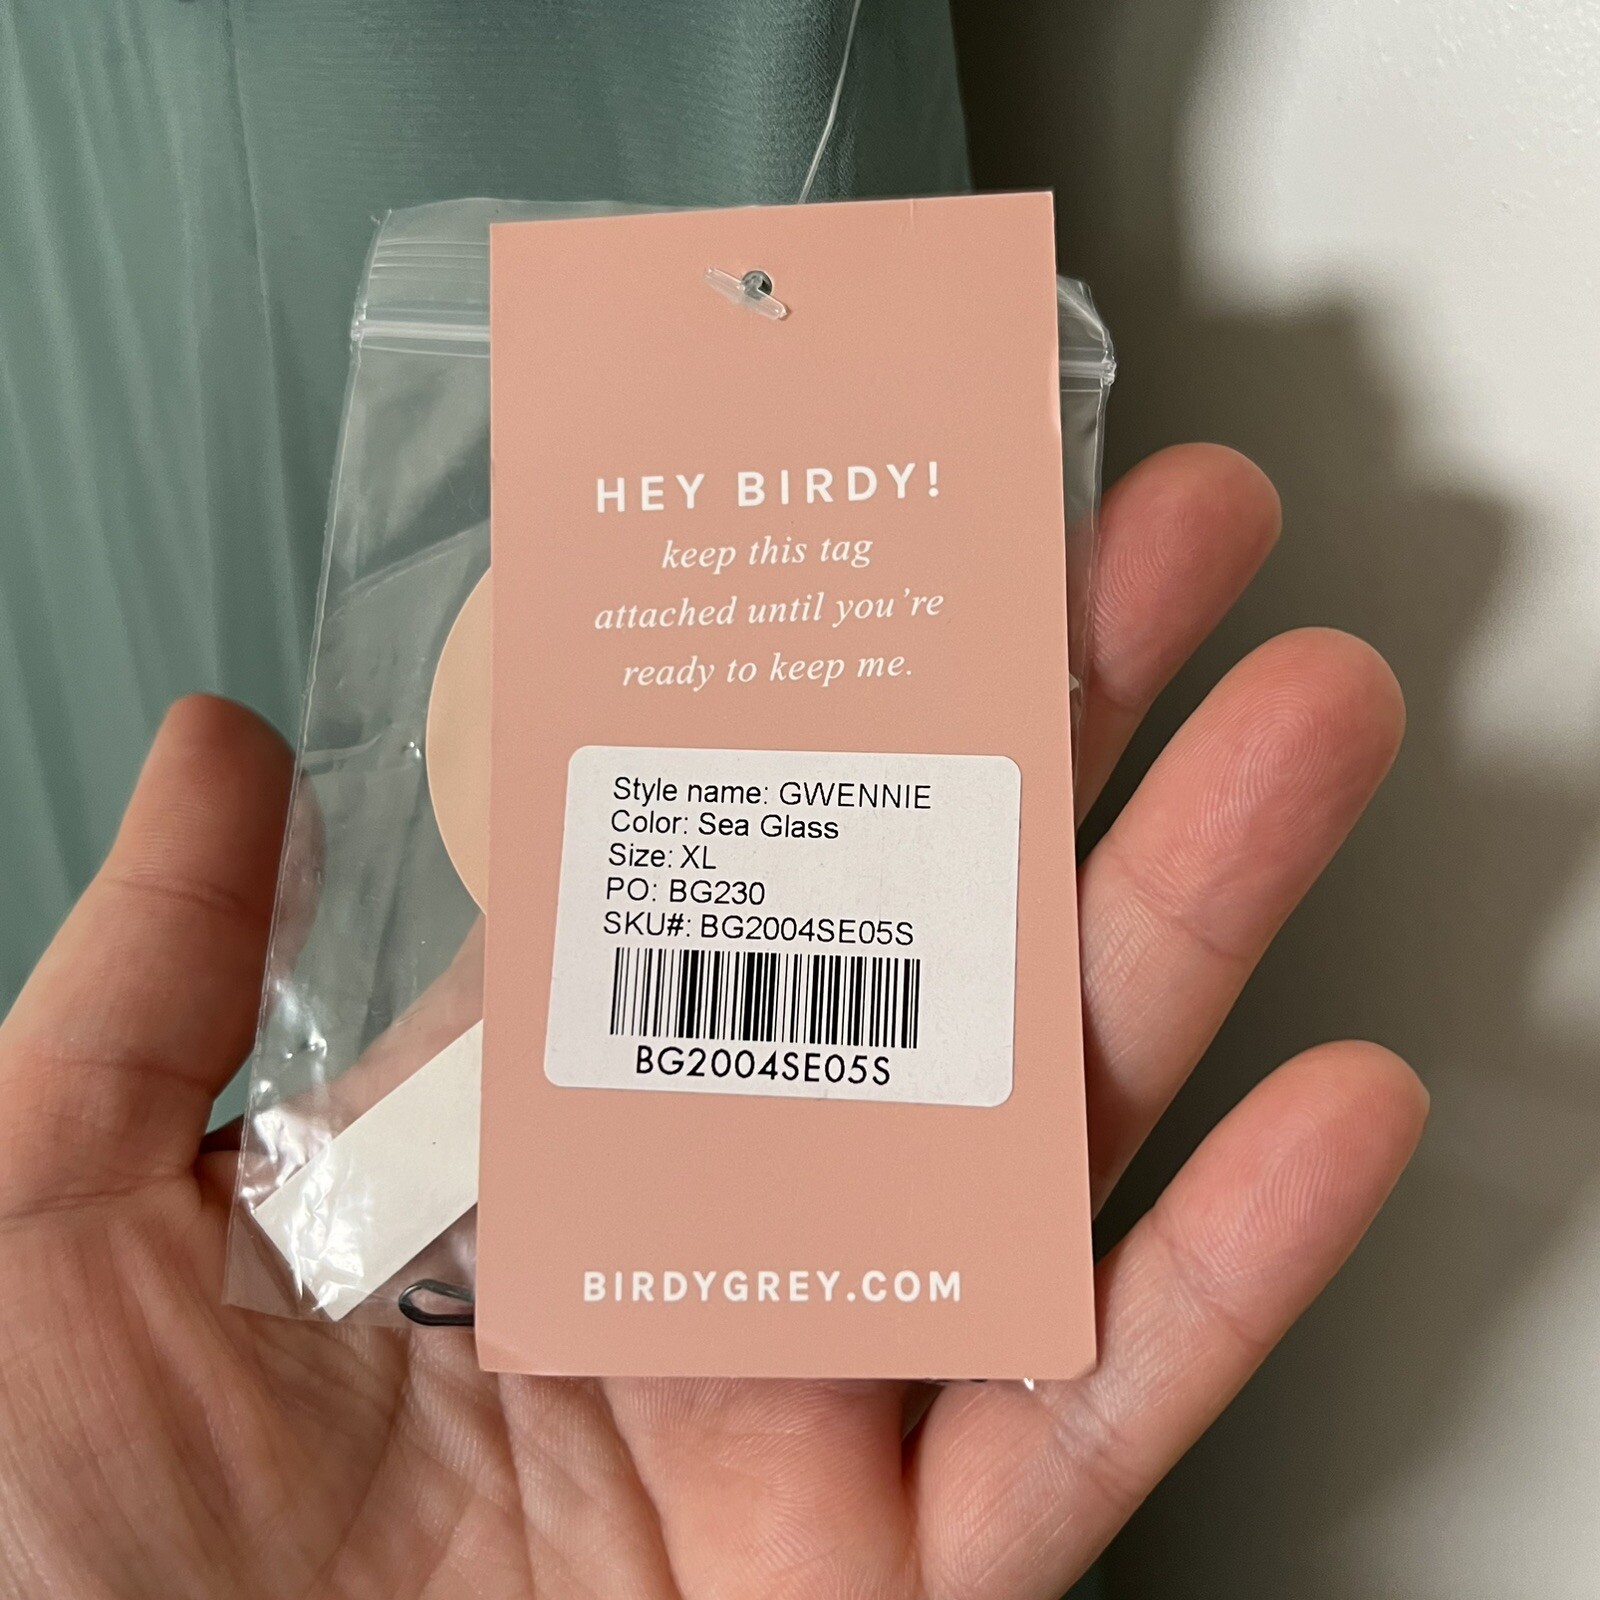 HEY BIRDY!
keep this tag
attached until you're
ready to keep me.
Style name: GWENNIE
Color: Sea Glass
Size: XL
PO: BG230
SKU#: BG2004SE05S
BG2004SE05S
BIRDYGREY.COM